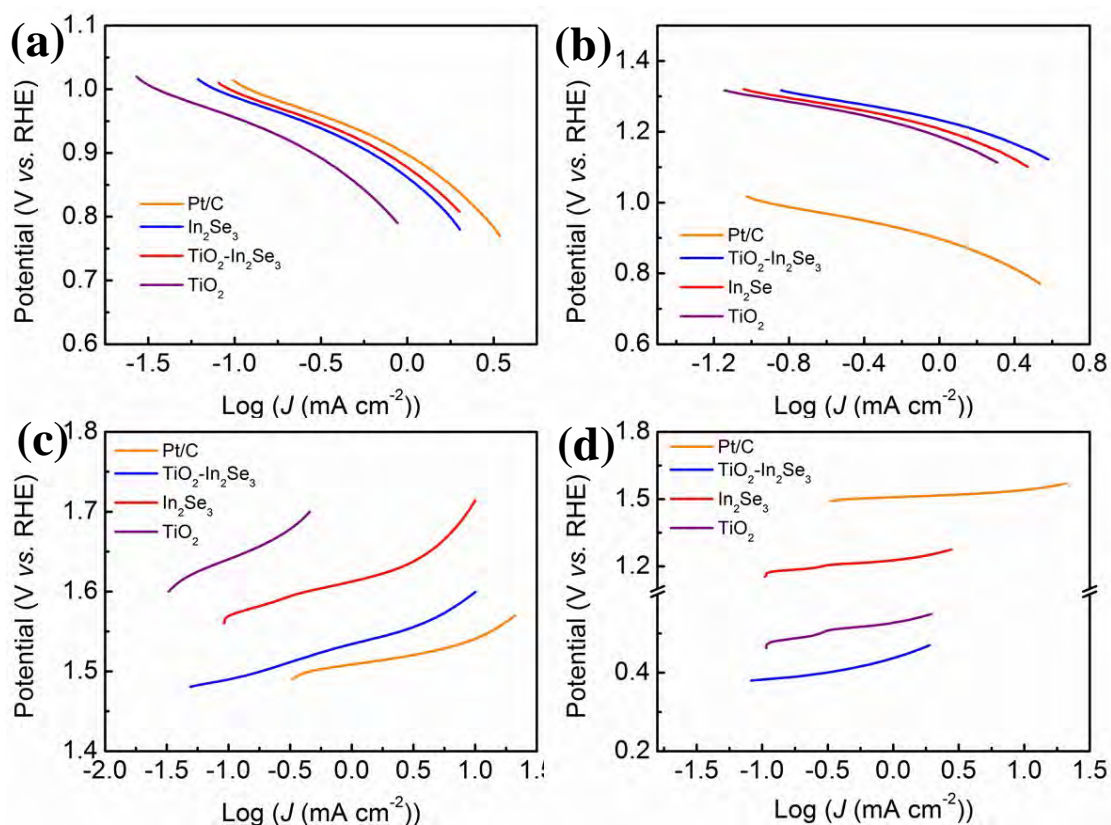 (a)
Potential (V vs. RHE)
1.1
1.0
0.9
0.8
0.7
0.6
Pt/C
In₂Se₃
TiO₂-In₂Se₃
TiO₂
-1.5 -1.0 -0.5 0.0 0.5
Log (J (mA cm⁻²))
(b)
Potential (V vs. RHE)
1.5
1.2
1.0
0.8
0.6
Pt/C
TiO₂-In₂Se₃
In₂Se
TiO₂
-1.2 -0.8 -0.4 0.0 0.4 0.8
Log (J (mA cm⁻²))
(c)
Potential (V vs. RHE)
1.8
1.7
1.6
1.5
1.4
Pt/C
TiO₂-In₂Se₃
In₂Se₃
TiO₂
-2.0 -1.5 -1.0 -0.5 0.0 0.5 1.0 1.5
Log (J (mA cm⁻²))
(d)
Potential (V vs. RHE)
1.8
1.5
1.2
0.4
0.2
Pt/C
TiO₂-In₂Se₃
In₂Se₃
TiO₂
-1.5 -1.0 -0.5 0.0 0.5 1.0 1.5
Log (J (mA cm⁻²))